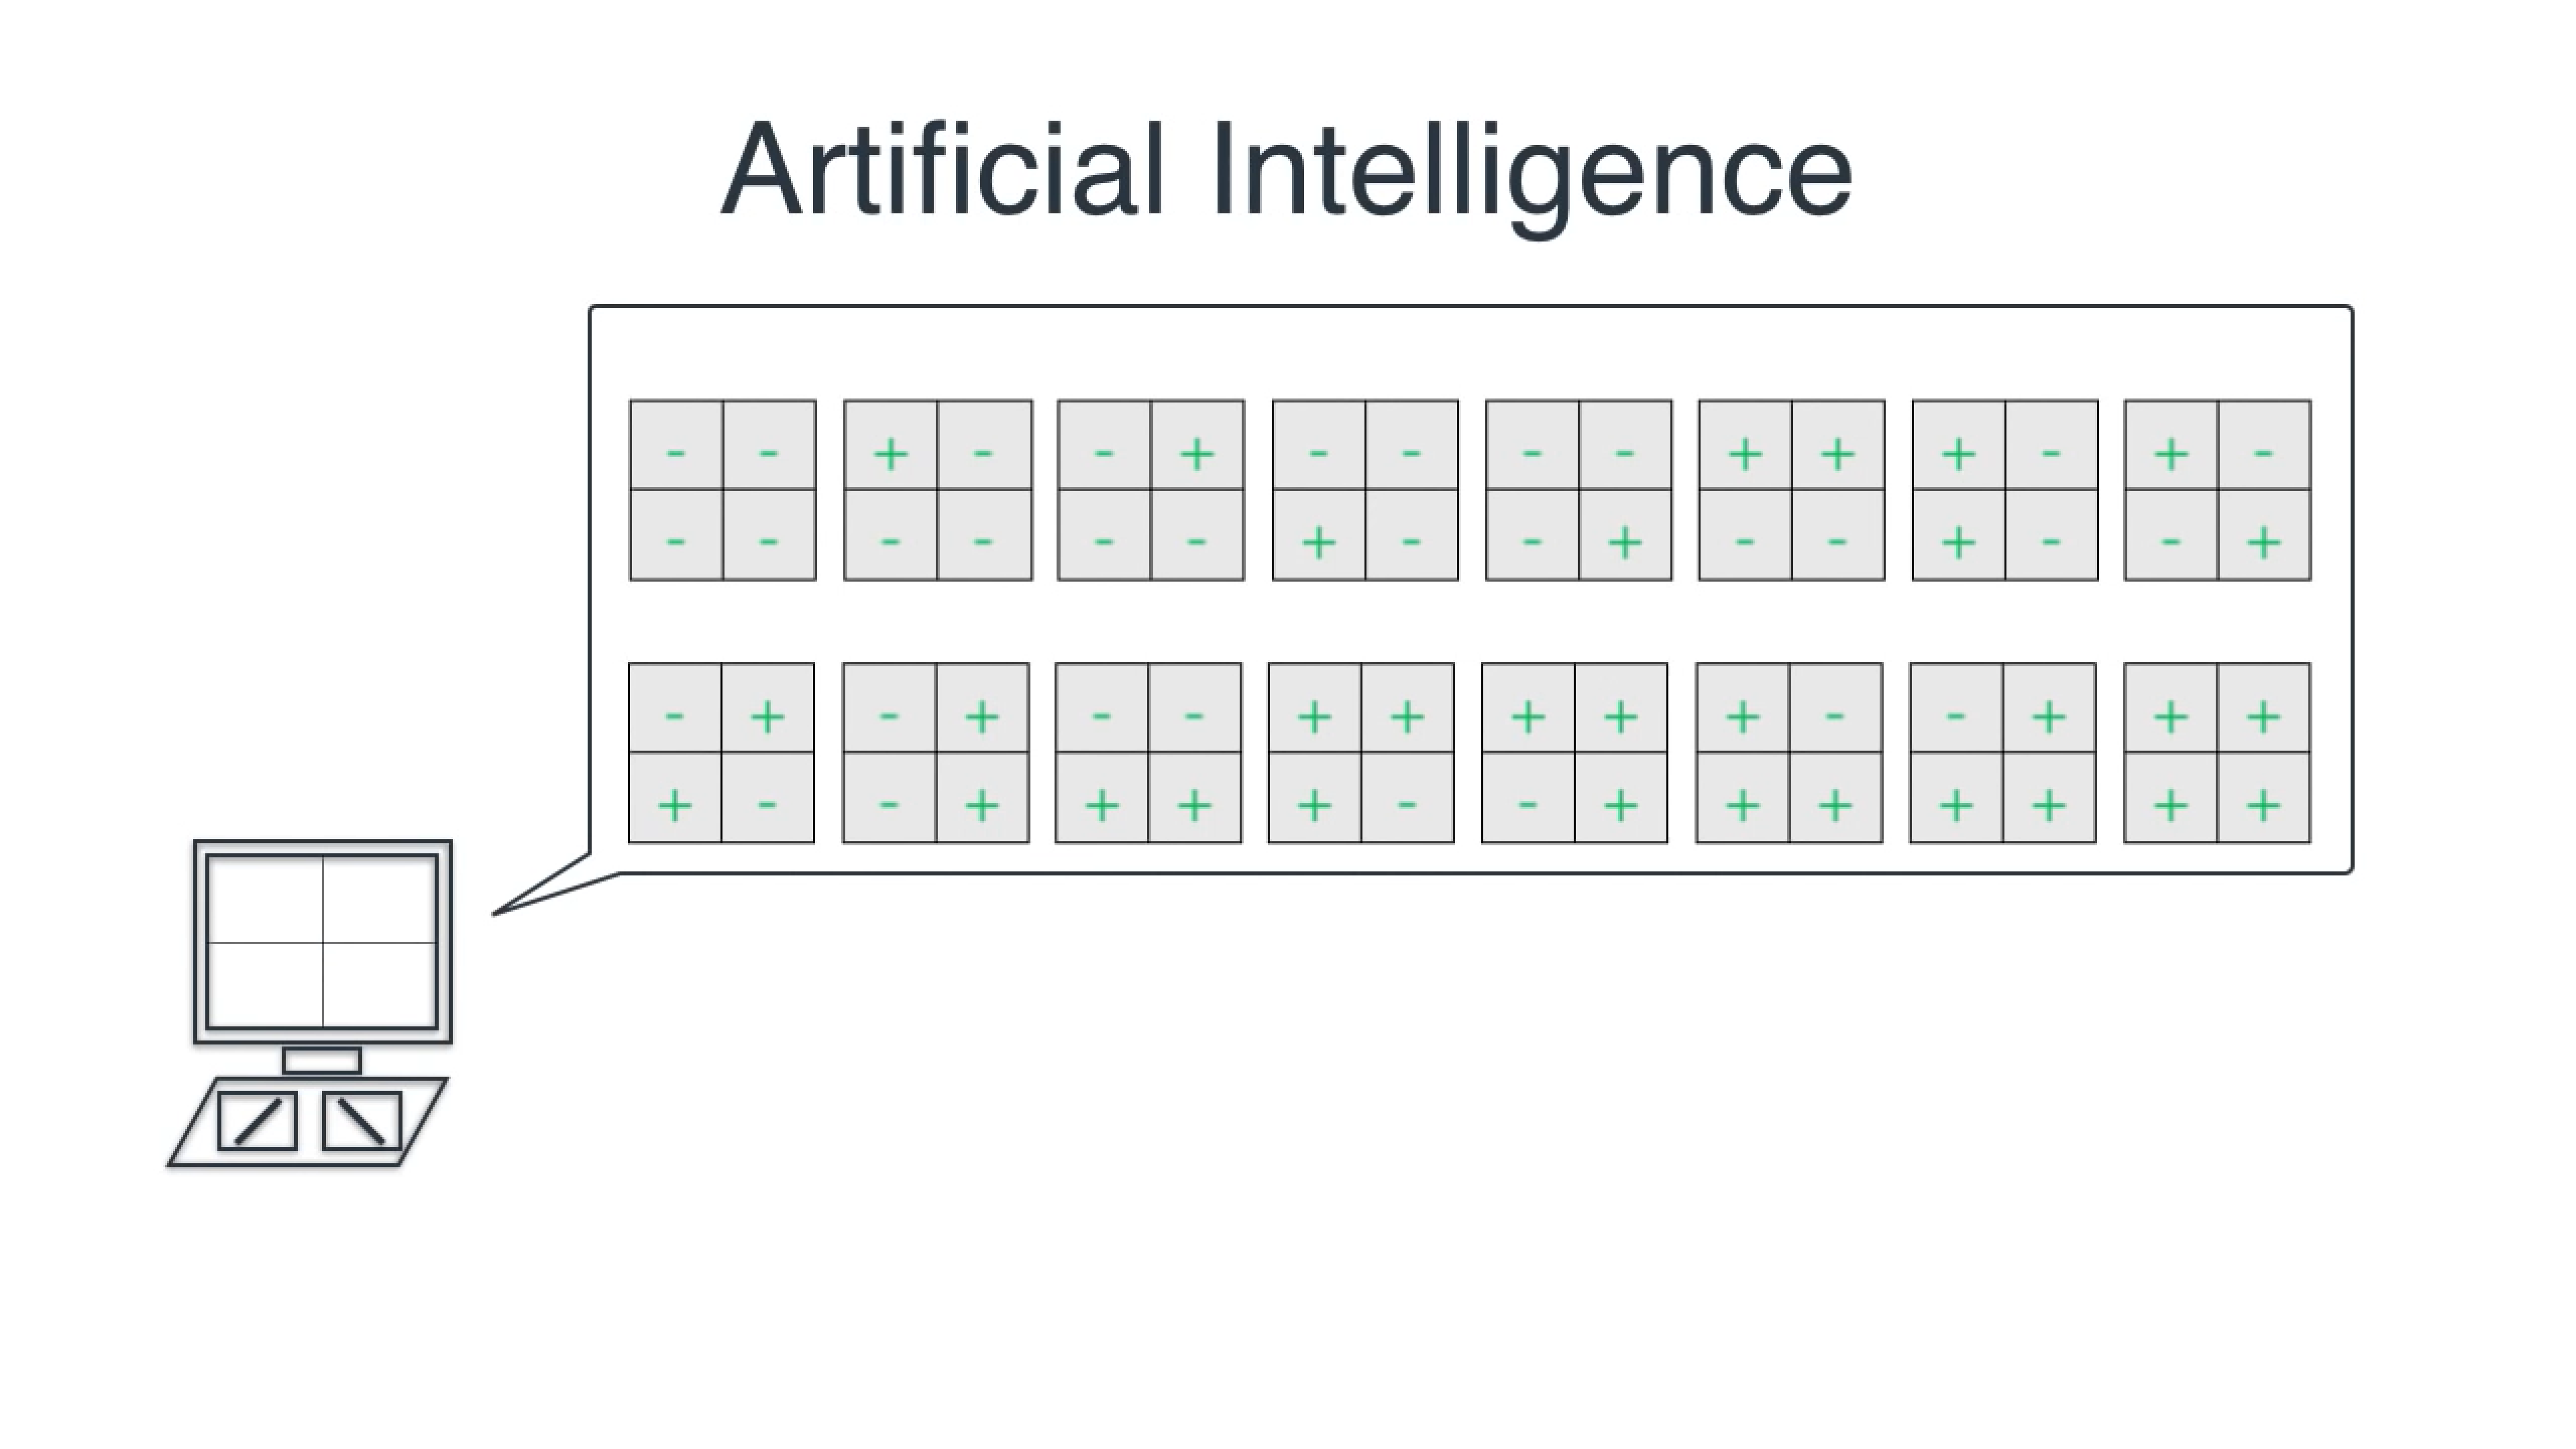 Artificial Intelligence
- - + - - + - - - - + + + - + -
- - - - - - + - - + - - + - - +
- + - + - - + + + + + - - + + +
+ - - + + + + - - + + + + + + +